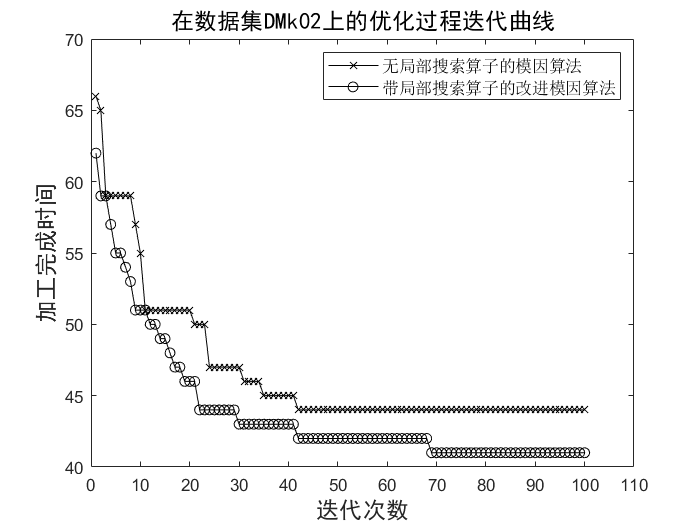 在数据集DMk02上的优化过程迭代曲线
无局部搜索算子的模因算法
带局部搜索算子的改进模因算法
加工完成时间
70
65
60
55
50
45
40
0 10 20 30 40 50 60 70 80 90 100 110
迭代次数